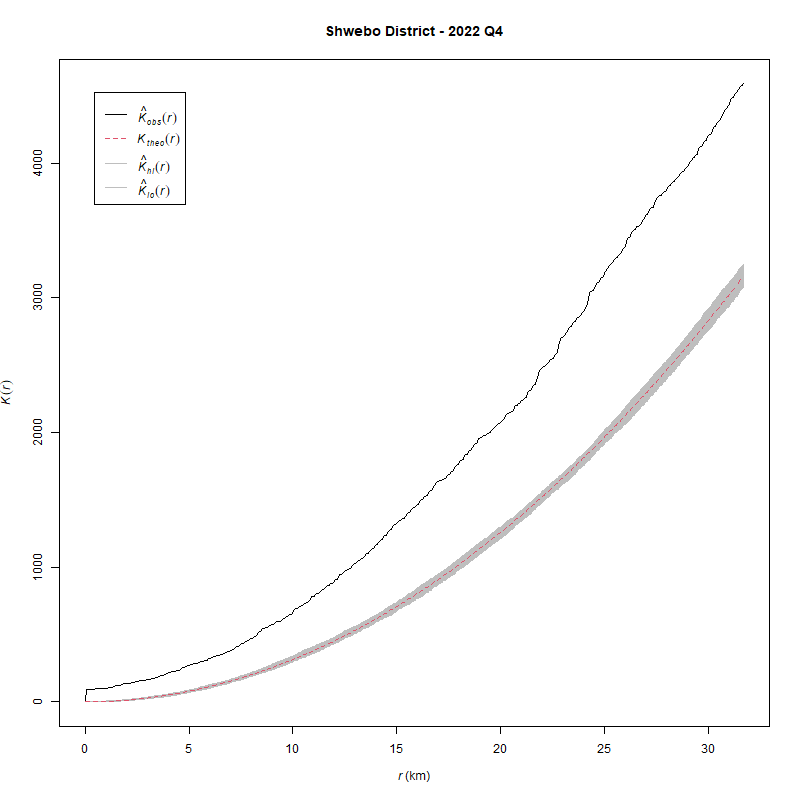 Shwebo District - 2022 Q4
K̂obs(r)
Ktheo(r)
K̂hi(r)
K̂lo(r)
K(r)
4000
3000
2000
1000
0
0 5 10 15 20 25 30
r (km)